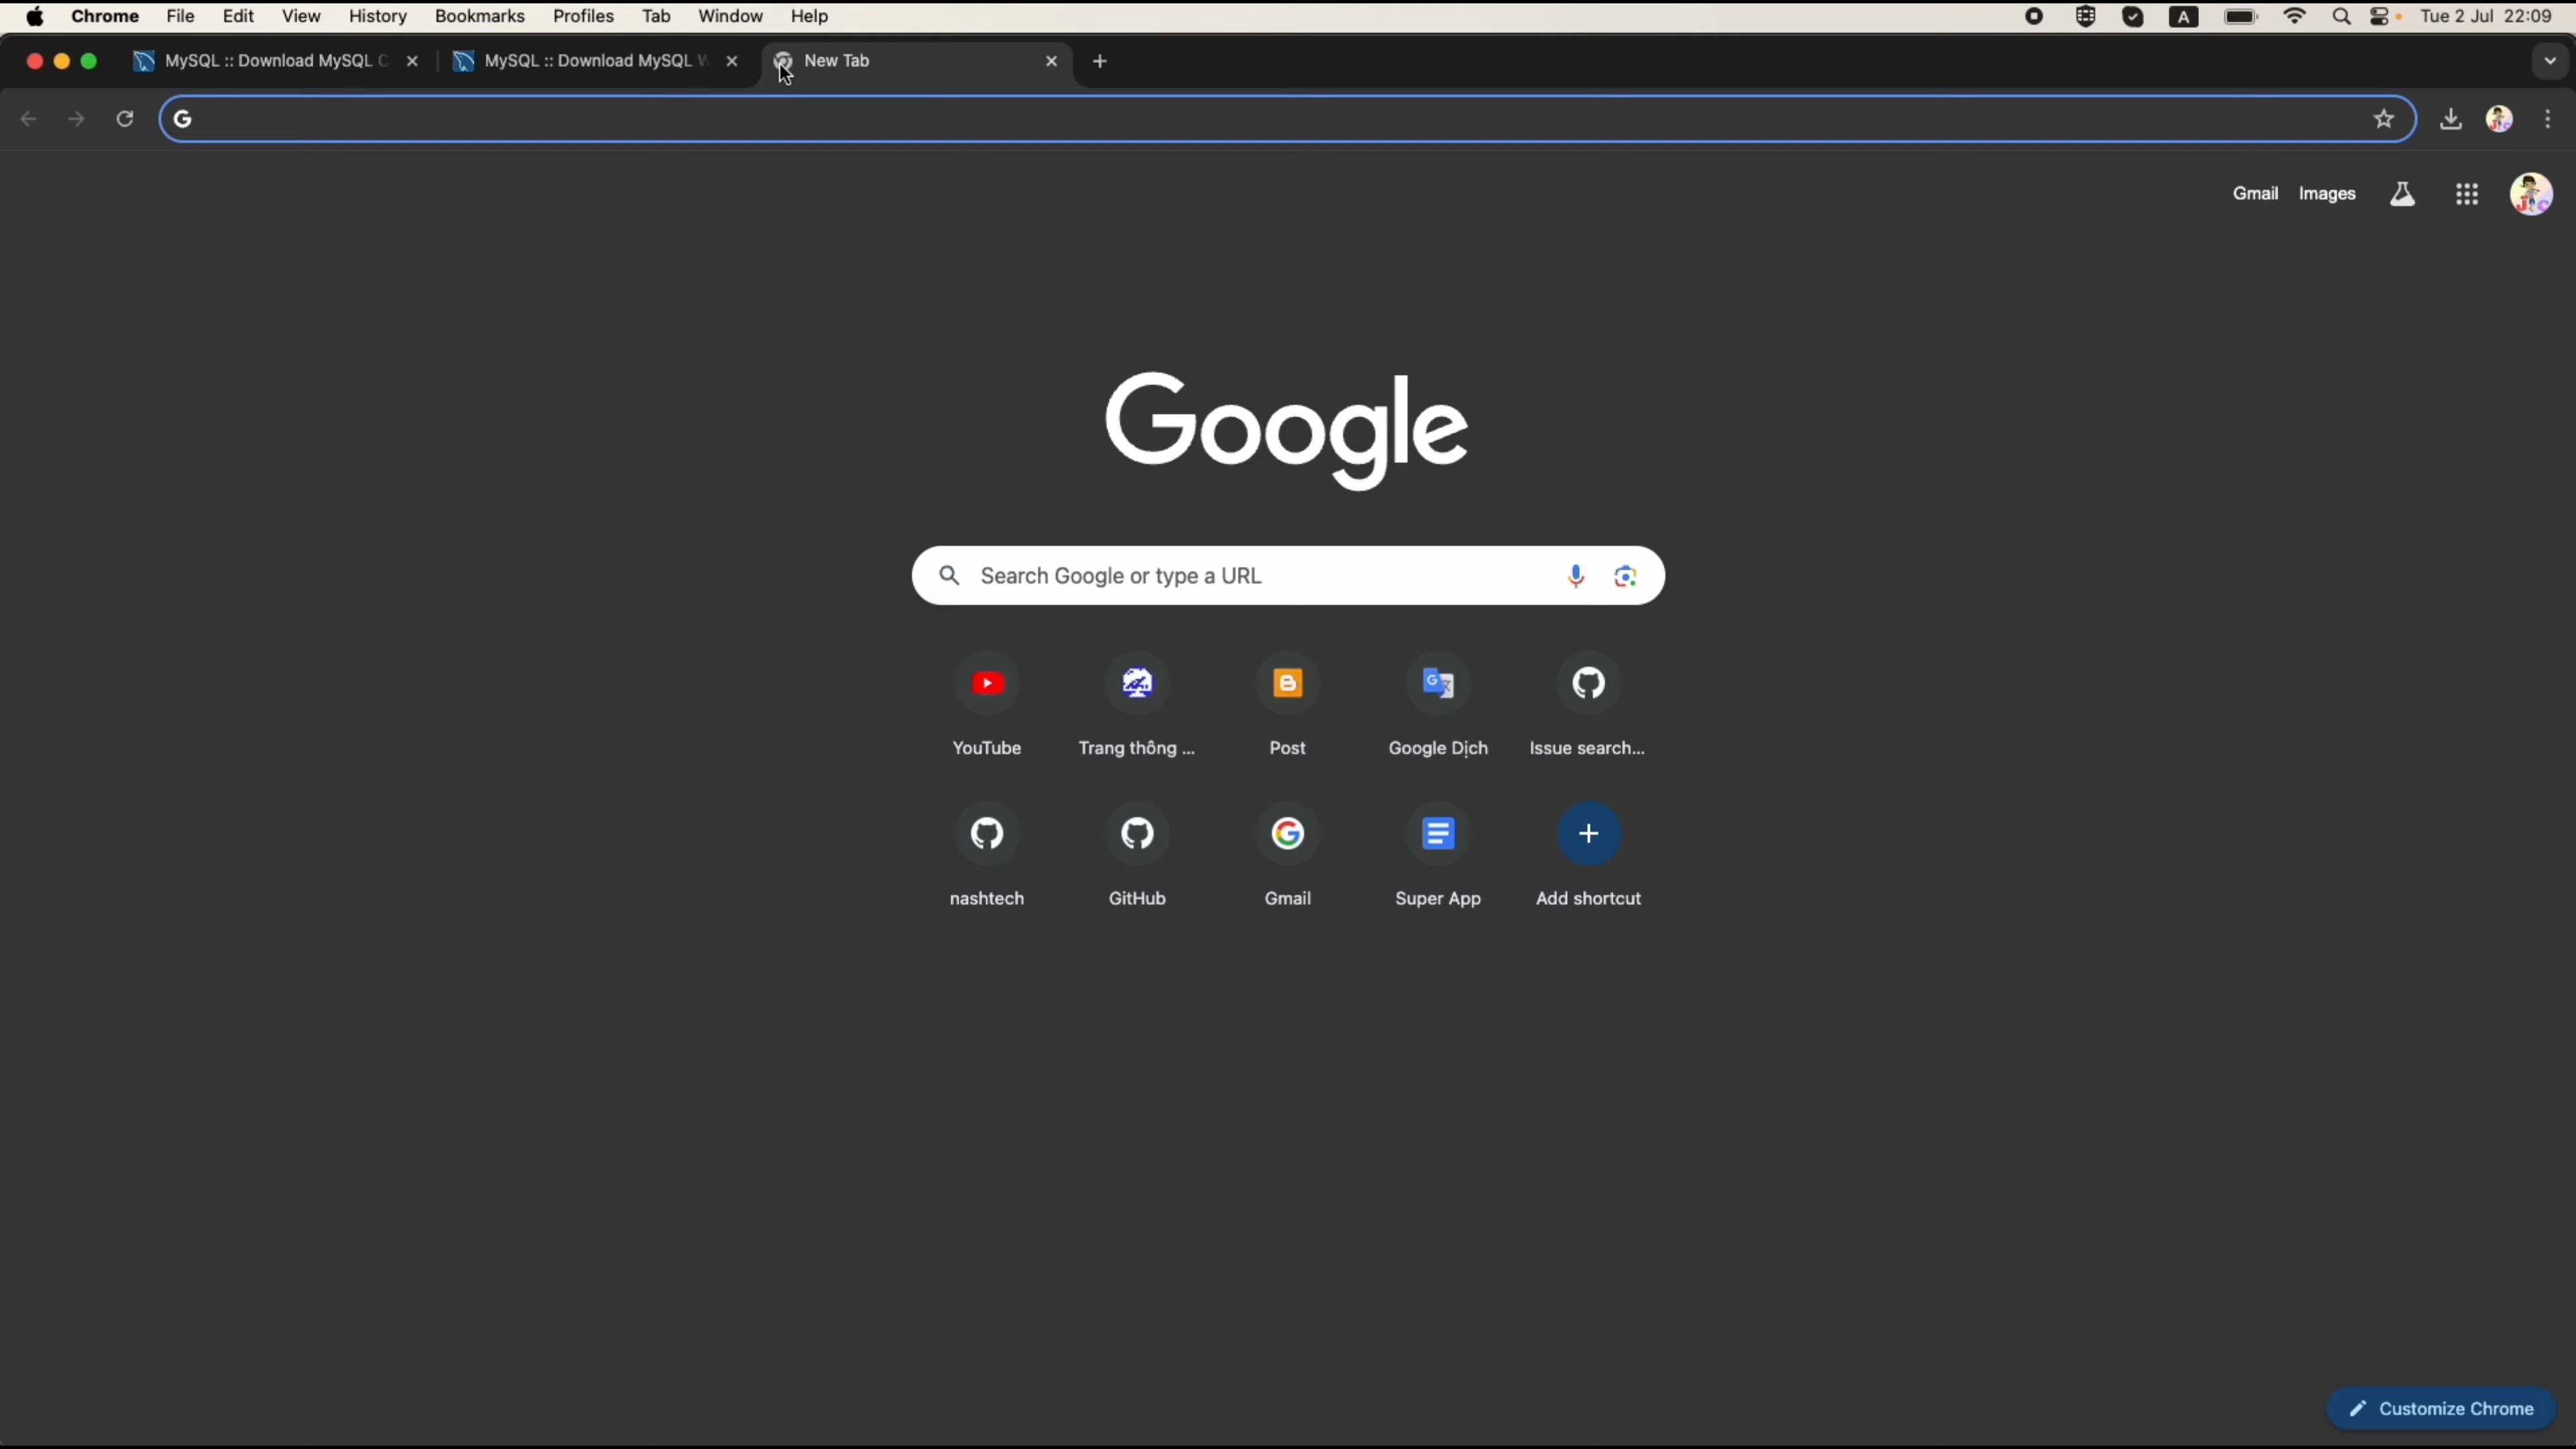 Chrome File Edit View History Bookmarks Profiles Tab Window Help A Tue 2 Jul 22:09
MySQL :: Download MySQL C MySQL :: Download MySQL W New Tab
Gmail Images
Google
Search Google or type a URL
YouTube Trang thông ... Post Google Dịch Issue search...
nashtech GitHub Gmail Super App Add shortcut
Customize Chrome